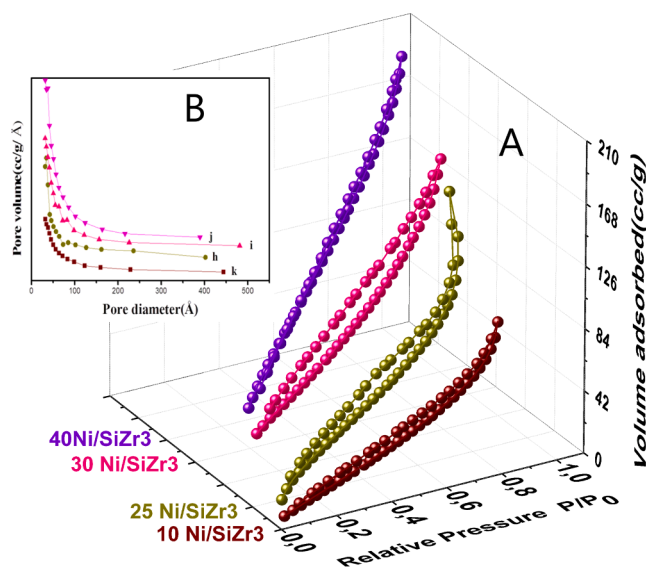 B
A
Pore volume(cc/g/ Å)
j
i
h
k
0
100
200
300
400
500
Pore diameter(Å)
210
168
126
84
42
0
Volume adsorbed(cc/g)
40Ni/SiZr3
30 Ni/SiZr3
25 Ni/SiZr3
10 Ni/SiZr3
0,0
0,2
0,4
0,6
0,8
1,0
Relative Pressure P/P0